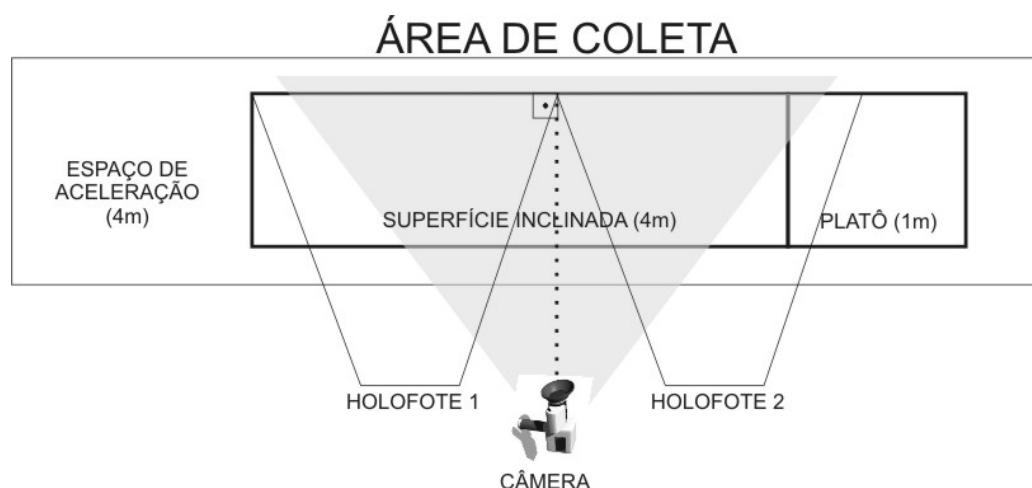 ÁREA DE COLETA
ESPAÇO DE
ACELERAÇÃO
(4m)
SUPERFÍCIE INCLINADA (4m)
PLATÔ (1m)
HOLOFOTE 1
HOLOFOTE 2
CÂMERA